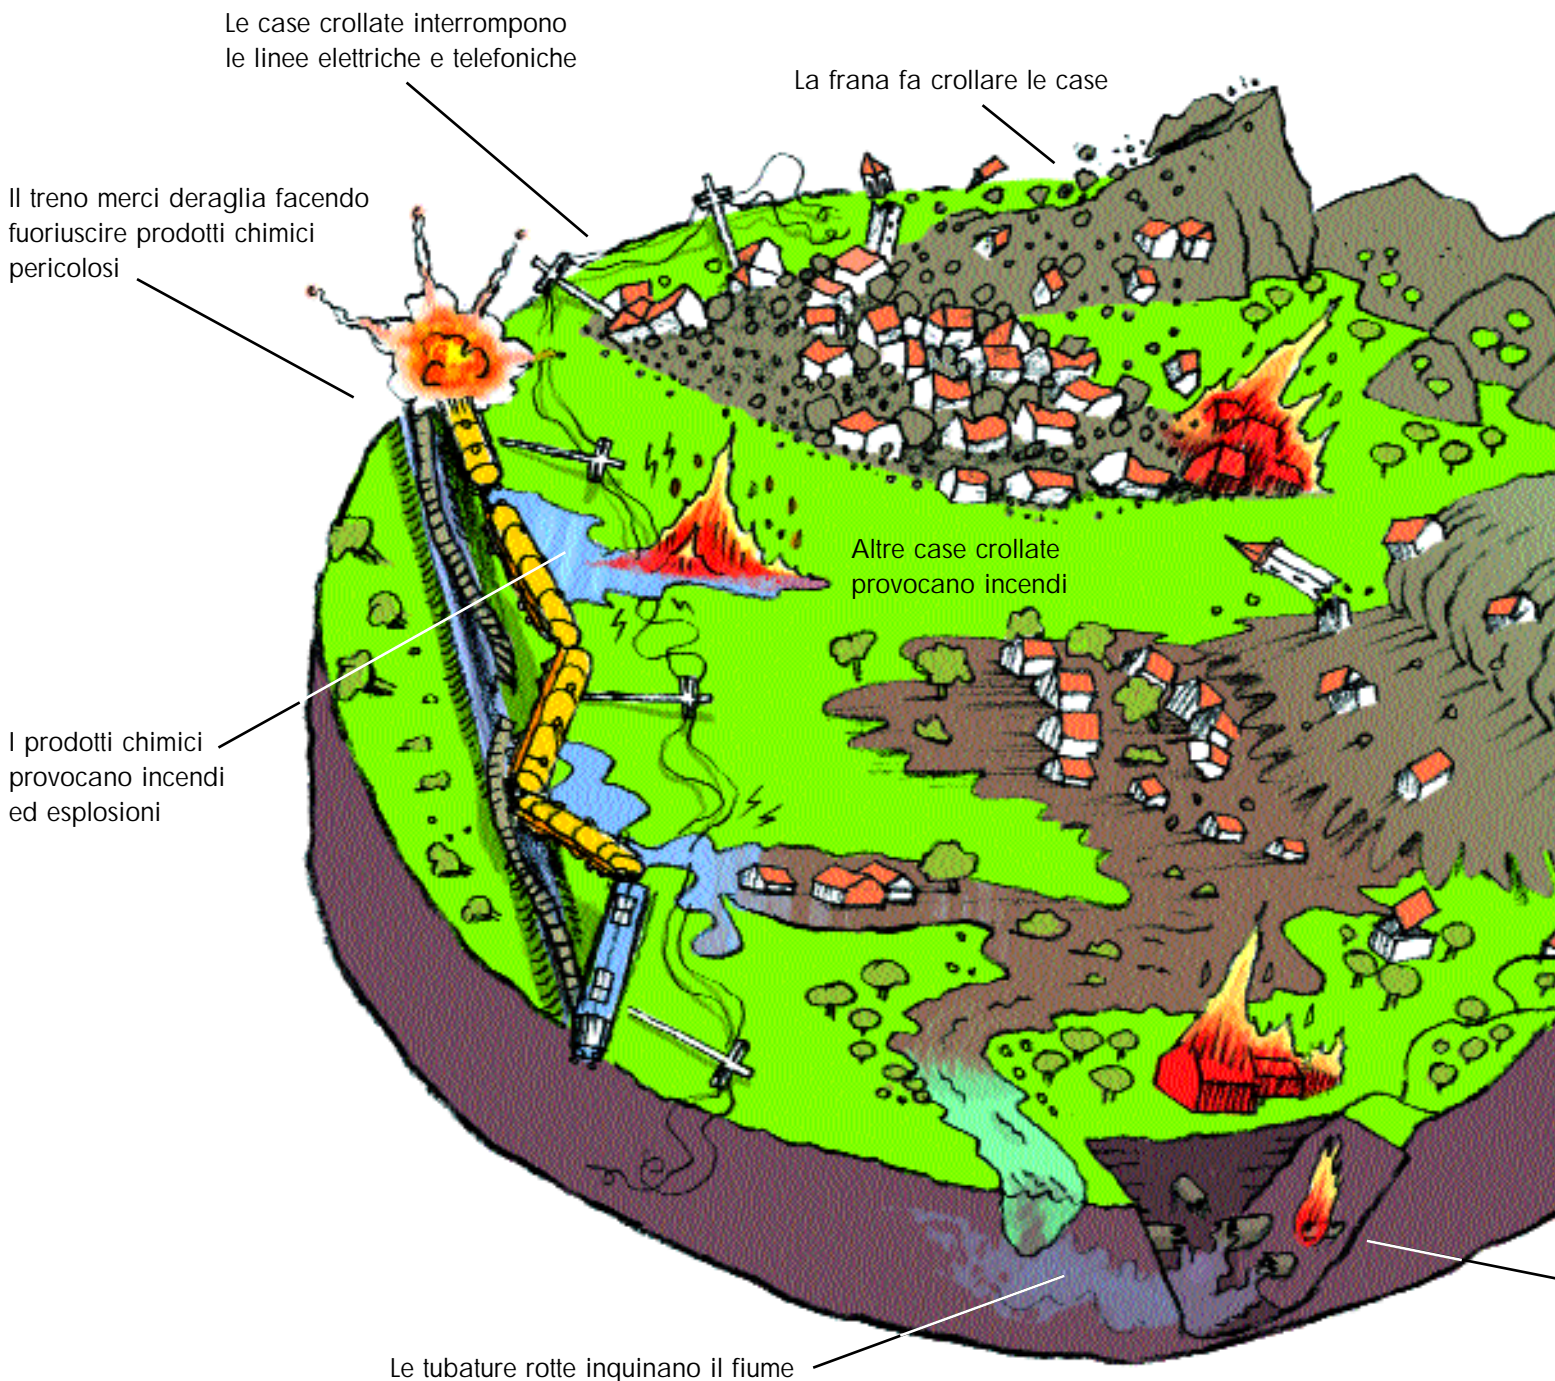 Le case crollate interrompono
le linee elettriche e telefoniche
La frana fa crollare le case
Il treno merci deraglia facendo
fuoriuscire prodotti chimici
pericolosi
Altre case crollate
provocano incendi
I prodotti chimici
provocano incendi
ed esplosioni
Le tubature rotte inquinano il fiume